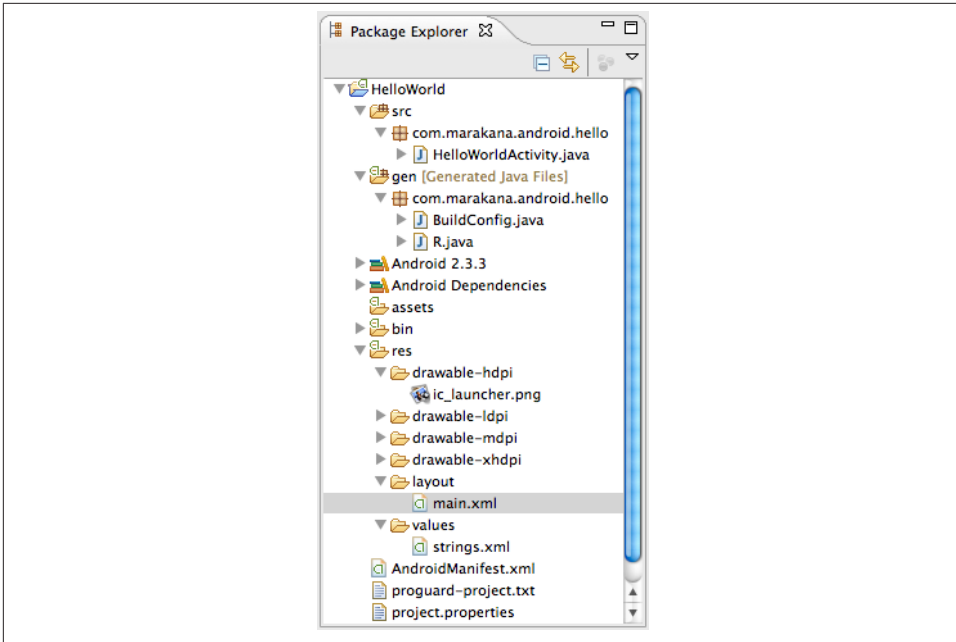 Package Explorer
HelloWorld
src
com.marakana.android.hello
HelloWorldActivity.java
gen [Generated Java Files]
com.marakana.android.hello
BuildConfig.java
R.java
Android 2.3.3
Android Dependencies
assets
bin
res
drawable-hdpi
ic_launcher.png
drawable-ldpi
drawable-mdpi
drawable-xhdpi
layout
main.xml
values
strings.xml
AndroidManifest.xml
proguard-project.txt
project.properties